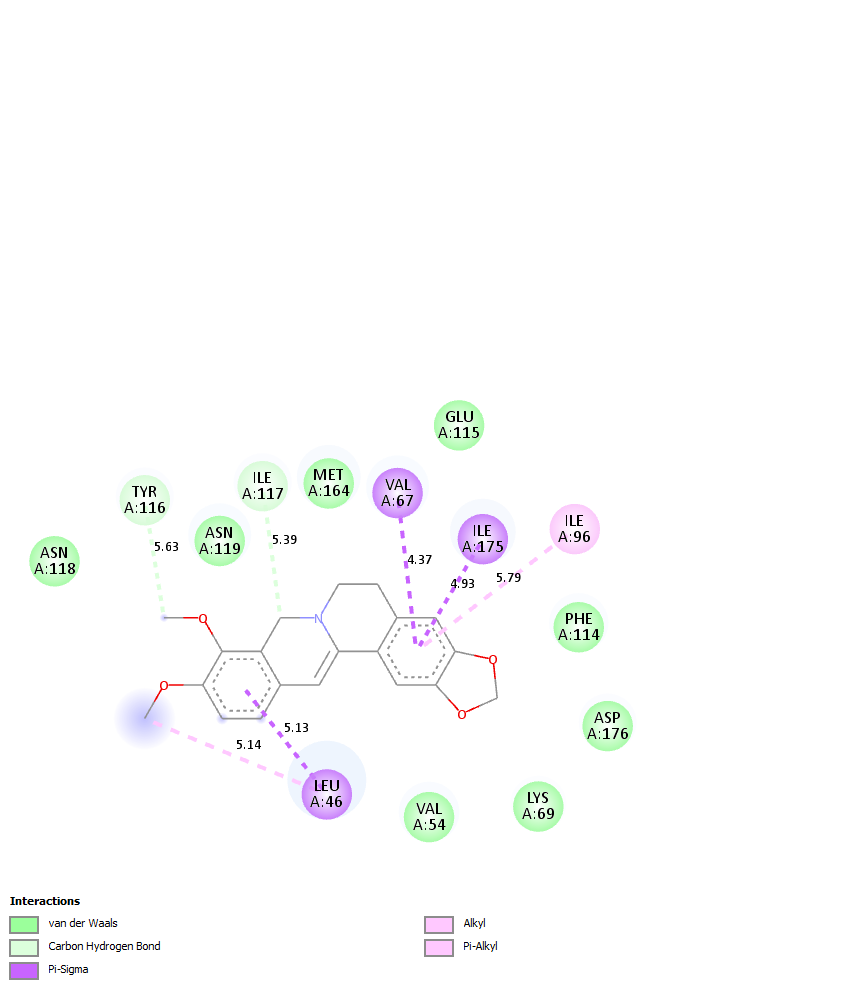 GLU
A:115
MET
A:164
ILE
A:117
VAL
A:67
TYR
A:116
ILE
A:96
ASN
A:119
ILE
A:175
5.63
5.39
ASN
A:118
4.37
4.93
5.79
PHE
A:114
O
N
O
O
O
ASP
A:176
5.13
5.14
LEU
A:46
LYS
A:69
VAL
A:54
Interactions
van der Waals
Carbon Hydrogen Bond
Pi-Sigma
Alkyl
Pi-Alkyl